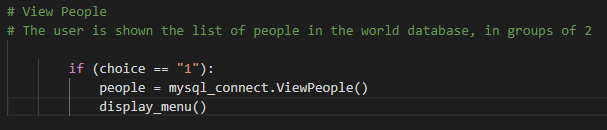 # View People
# The user is shown the list of people in the world database, in groups of 2
if (choice == "1"):
people = mysql_connect.ViewPeople()
display_menu()